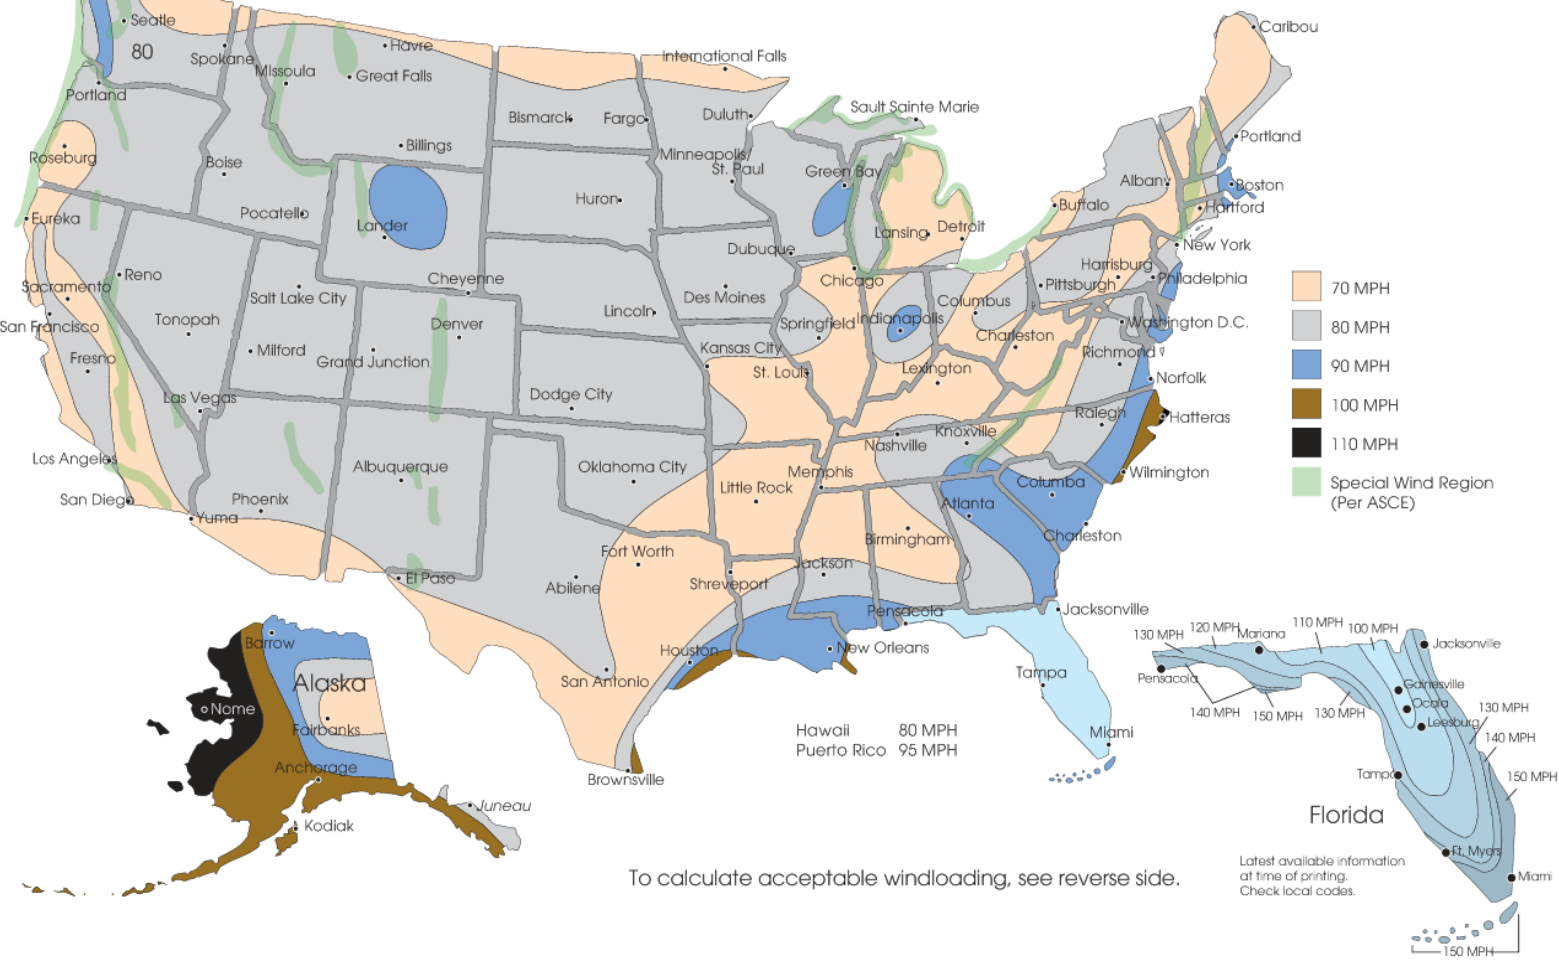 Seatle
80
Spokane
Missoula
Havre
Great Falls
Portland
Billings
Roseburg
Boise
Pocatello
Lander
Eureka
Bismarck
Fargo
International Falls
Duluth
Sault Sainte Marie
Minneapolis/
St. Paul
Green Bay
Huron
Caribou
Portland
Albany
Boston
Buffalo
Hartford
Lansing
Detroit
New York
Dubuque
Reno
Sacramento
Salt Lake City
Cheyenne
San Francisco
Tonopah
Denver
Lincoln
Des Moines
Chicago
Harrisburg
Pittsburgh
Philadelphia
Columbus
Springfield
Indianapolis
Washington D.C.
Charleston
Fresno
Milford
Grand Junction
Kansas City
St. Louis
Lexington
Richmond
Norfolk
Las Vegas
Dodge City
Nashville
Knoxville
Ralegh
Hatteras
Los Angeles
Albuquerque
Oklahoma City
Memphis
Little Rock
Columba
Wilmington
San Diego
Phoenix
Yuma
Atlanta
Charleston
Birmingham
Fort Worth
El Paso
Abilene
Shreveport
Jackson
Pensacola
Jacksonville
Houston
New Orleans
San Antonio
Tampa
Miami
Brownsville
70 MPH
80 MPH
90 MPH
100 MPH
110 MPH
Special Wind Region
(Per ASCE)
Barrow
Alaska
Nome
Fairbanks
Anchorage
Juneau
Kodiak
Hawaii 80 MPH
Puerto Rico 95 MPH
130 MPH
120 MPH
Mariana
110 MPH
100 MPH
Jacksonville
Pensacola
Gainesville
Ocala
Leesburg
140 MPH
150 MPH
130 MPH
130 MPH
140 MPH
150 MPH
Tampa
Florida
Ft. Myers
Miami
150 MPH
Latest available information
at time of printing.
Check local codes.
To calculate acceptable windloading, see reverse side.